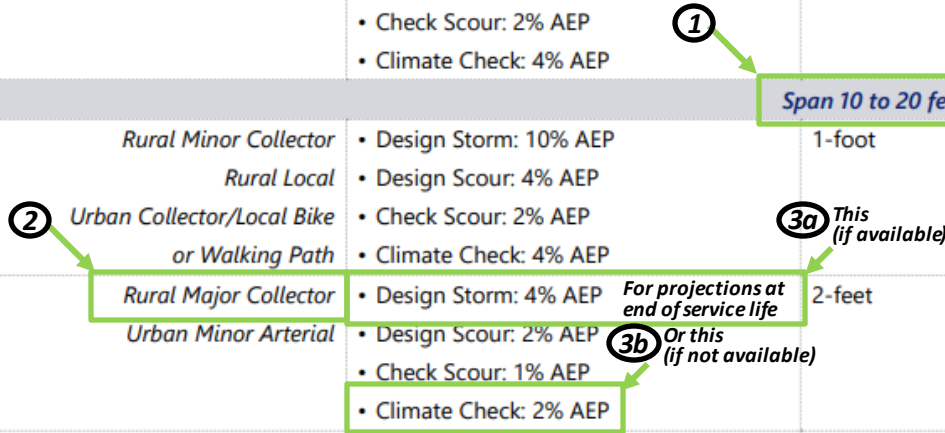 • Check Scour: 2% AEP
1
• Climate Check: 4% AEP
Span 10 to 20 fe
Rural Minor Collector • Design Storm: 10% AEP 1-foot
Rural Local • Design Scour: 4% AEP
2 Urban Collector/Local Bike • Check Scour: 2% AEP 3a This
(if available)
or Walking Path • Climate Check: 4% AEP
Rural Major Collector • Design Storm: 4% AEP For projections at 2-feet
end of service life
Urban Minor Arterial • Design Scour: 2% AEP 3b Or this
(if not available)
• Check Scour: 1% AEP
• Climate Check: 2% AEP